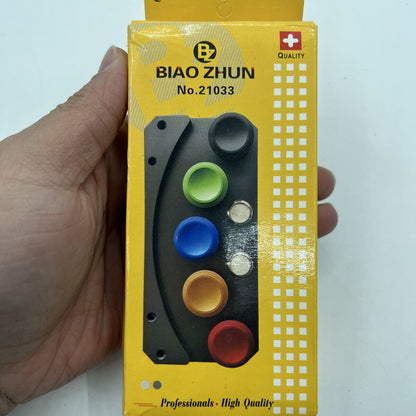 BZ
BIAO ZHUN
No.21033
QUALITY
Professionals · High Quality